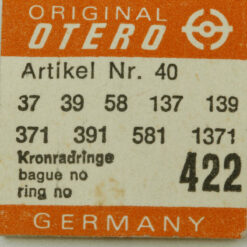 ORIGINAL
OTERO
Artikel Nr. 40
37 39 58 137 139
371 391 581 1371
Kronradringe
bague no
ring no
422
GERMANY